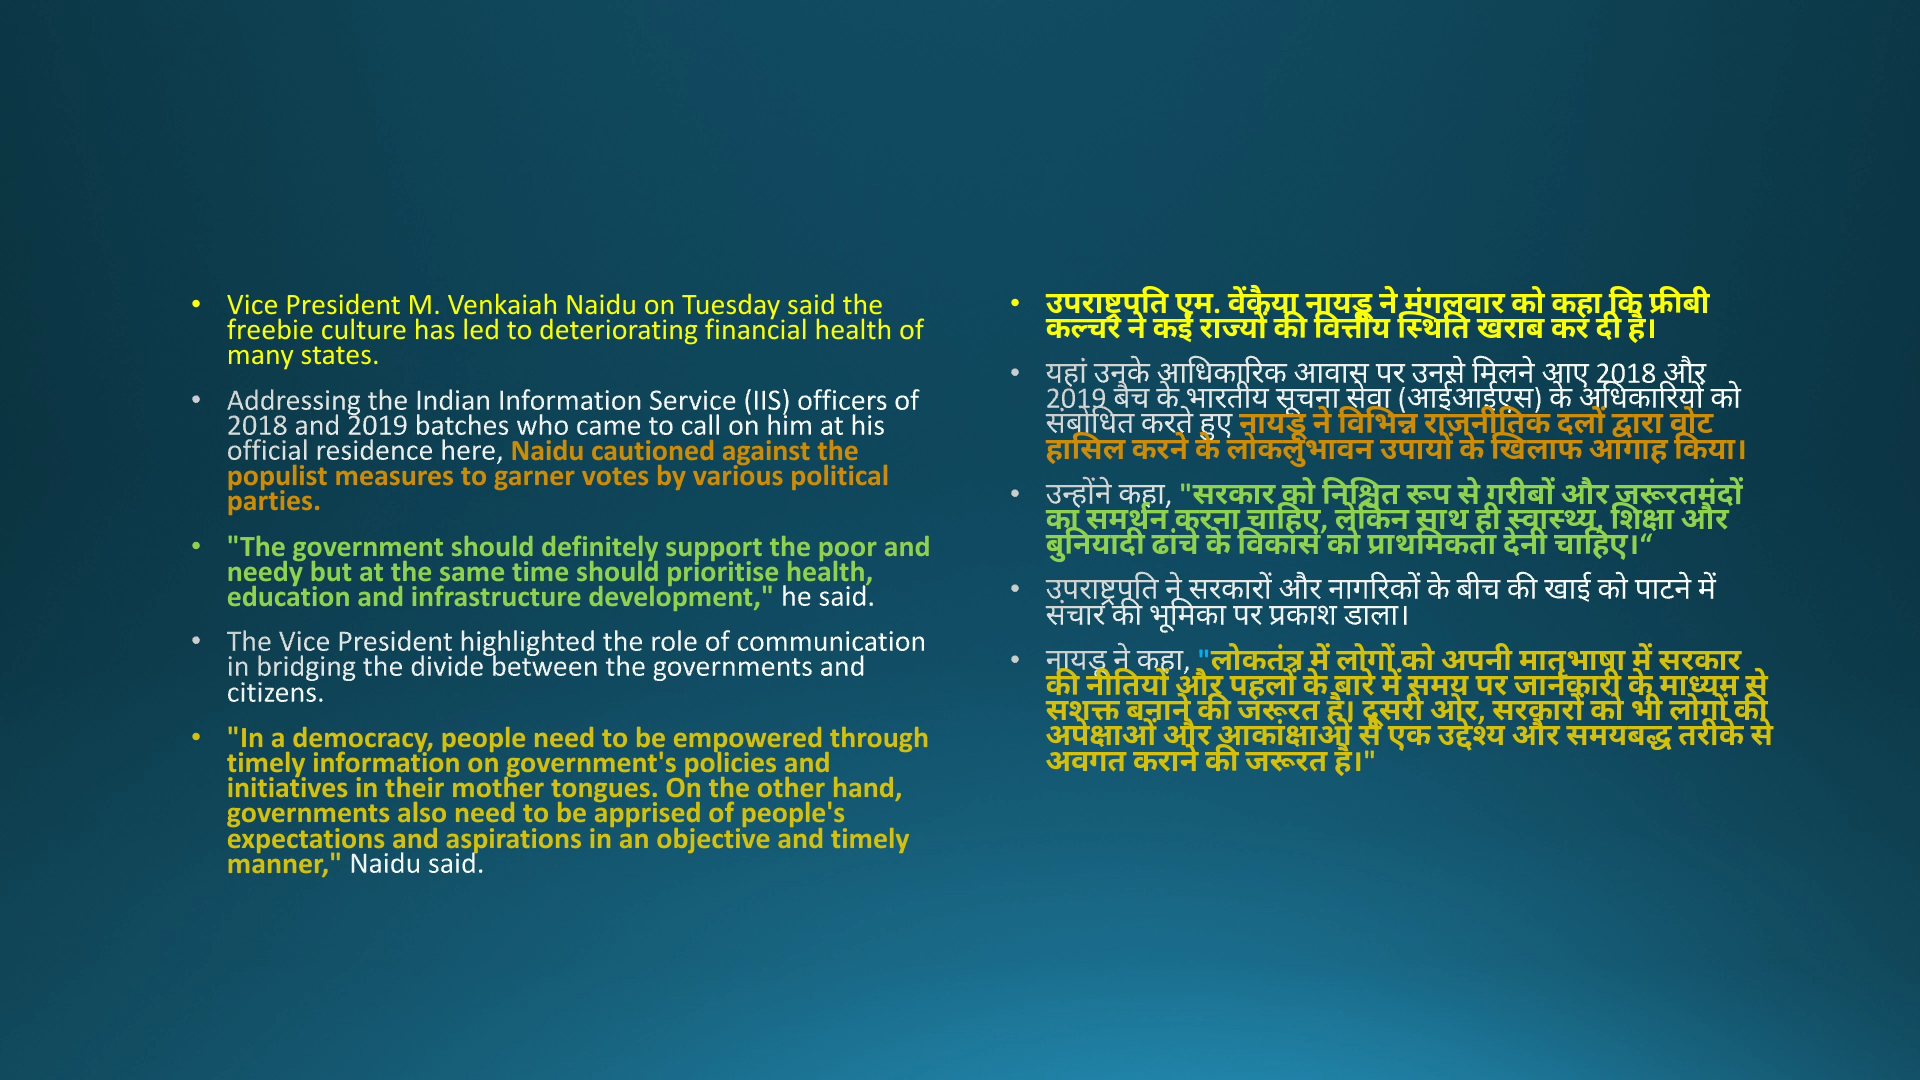 • Vice President M. Venkaiah Naidu on Tuesday said the
freebie culture has led to deteriorating financial health of
many states.
• Addressing the Indian Information Service (IIS) officers of
2018 and 2019 batches who came to call on him at his
official residence here, Naidu cautioned against the
populist measures to garner votes by various political
parties.
• "The government should definitely support the poor and
needy but at the same time should prioritise health,
education and infrastructure development," he said.
• The Vice President highlighted the role of communication
in bridging the divide between the governments and
citizens.
• "In a democracy, people need to be empowered through
timely information on government's policies and
initiatives in their mother tongues. On the other hand,
governments also need to be apprised of people's
expectations and aspirations in an objective and timely
manner," Naidu said.
• उपराष्ट्रपति एम. वेंकैया नायडू ने मंगलवार को कहा कि फ्रीबी
कल्चर ने कई राज्यों की वित्तीय स्थिति खराब कर दी है।
• यहां उनके आधिकारिक आवास पर उनसे मिलने आए 2018 और
2019 बैच के भारतीय सूचना सेवा (आईआईएस) के अधिकारियों को
संबोधित करते हुए नायडू ने विभिन्न राजनीतिक दलों द्वारा वोट
हासिल करने के लोकलुभावन उपायों के खिलाफ आगाह किया।
• उन्होंने कहा, "सरकार को निश्चित रूप से गरीबों और जरूरतमंदों
का समर्थन करना चाहिए, लेकिन साथ ही स्वास्थ्य, शिक्षा और
बुनियादी ढांचे के विकास को प्राथमिकता देनी चाहिए।“
• उपराष्ट्रपति ने सरकारों और नागरिकों के बीच की खाई को पाटने में
संचार की भूमिका पर प्रकाश डाला।
• नायडू ने कहा, "लोकतंत्र में लोगों को अपनी मातृभाषा में सरकार
की नीतियों और पहलों के बारे में समय पर जानकारी के माध्यम से
सशक्त बनाने की जरूरत है। दूसरी ओर, सरकारों को भी लोगों की
अपेक्षाओं और आकांक्षाओं से एक उद्देश्य और समयबद्ध तरीके से
अवगत कराने की जरूरत है।"